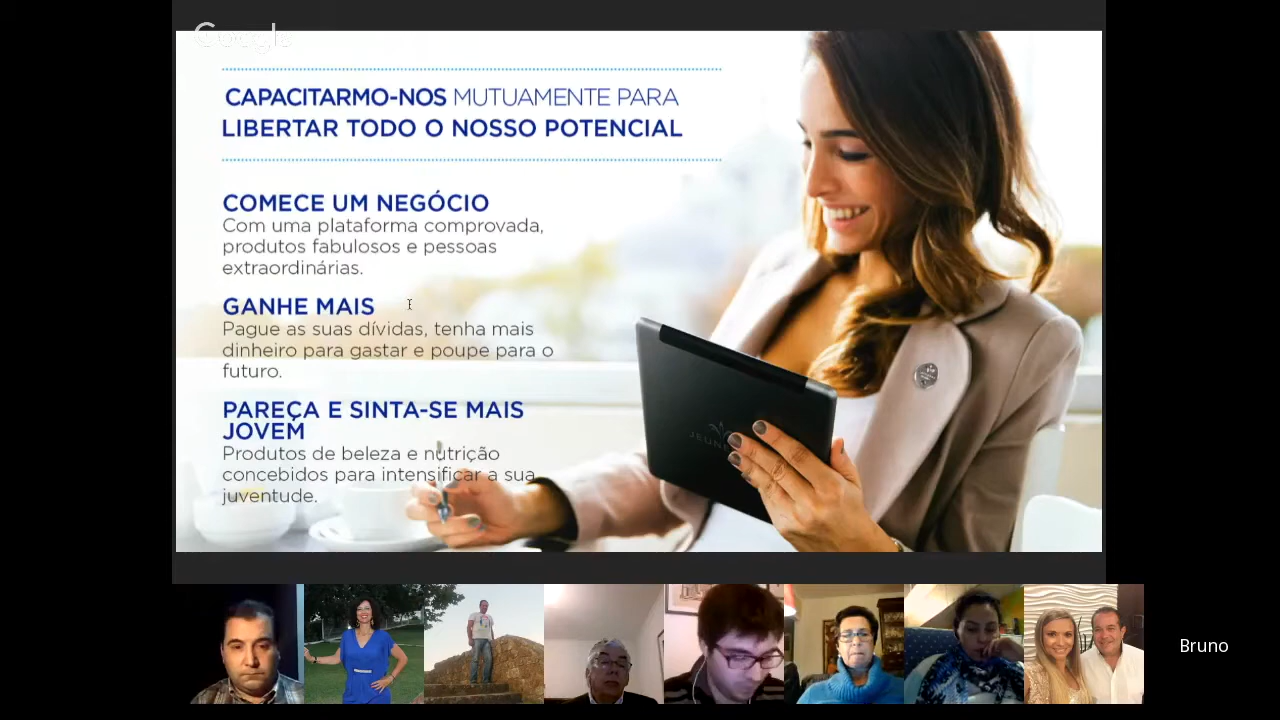 Google
CAPACITARMO-NOS MUTUAMENTE PARA
LIBERTAR TODO O NOSSO POTENCIAL
COMECE UM NEGÓCIO
Com uma plataforma comprovada,
produtos fabulosos e pessoas
extraordinárias.
GANHE MAIS
Pague as suas dívidas, tenha mais
dinheiro para gastar e poupe para o
futuro.
PAREÇA E SINTA-SE MAIS
JOVEM
Produtos de beleza e nutrição
concebidos para intensificar a sua
juventude.
Bruno